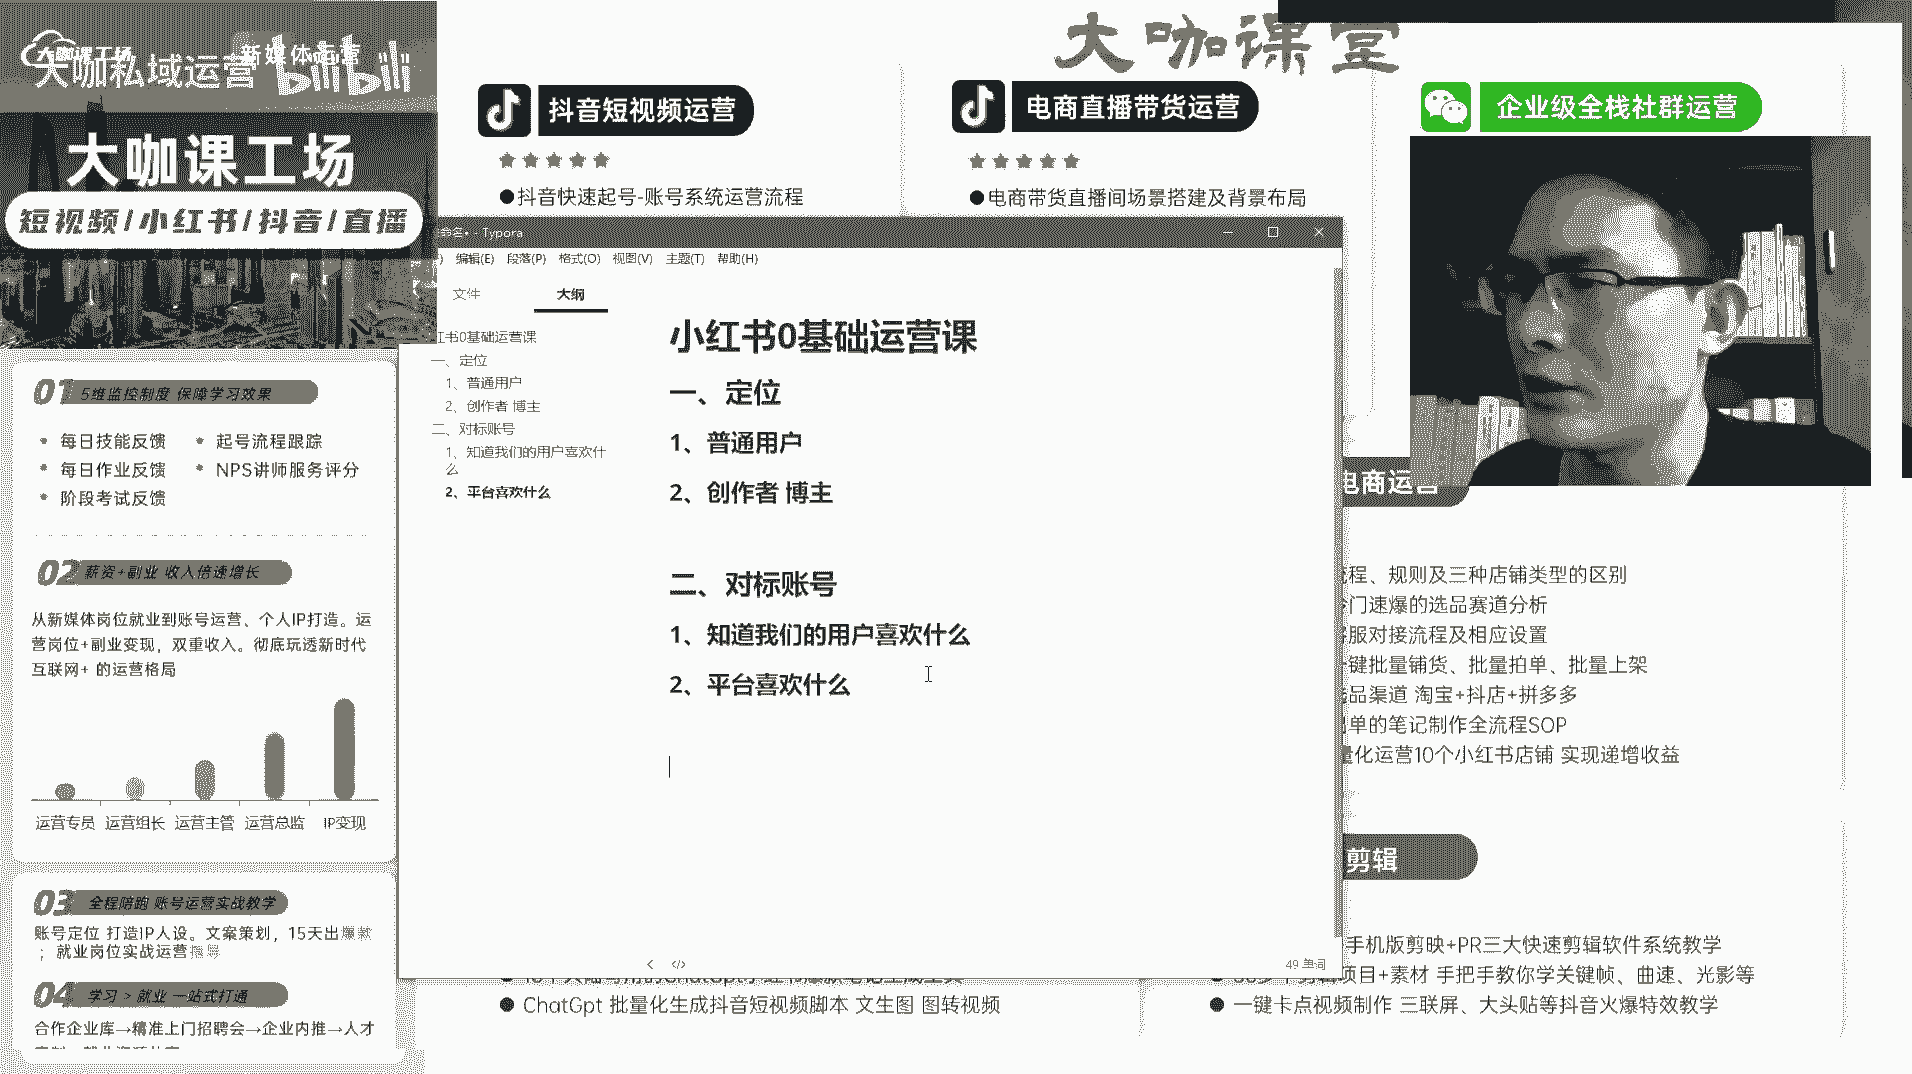 大咖课工场
大咖私域运营
新媒体运营
bilibili
大咖课工场
短视频/小红书/抖音/直播
01 5维监控制度 保障学习效果
每日技能反馈
起号流程跟踪
每日作业反馈
NPS讲师服务评分
阶段考试反馈
02 薪资+副业 收入倍速增长
从新媒体岗位就业到账号运营、个人IP打造。运
营岗位+副业变现，双重收入。彻底玩透新时代
互联网+ 的运营格局
运营专员 运营组长 运营主管 运营总监 IP变现
03 全程陪跑 账号运营实战教学
账号定位 打造IP人设。文案策划，15天出爆款
；就业岗位实战运营指导
04 学习 > 就业 一站式打通
合作企业库→精准上门招聘会→企业内推→人才
大咖课堂
抖音短视频运营
●抖音快速起号-账号系统运营流程
电商直播带货运营
●电商带货直播间场景搭建及背景布局
企业级全栈社群运营
命名• - Typora
编辑(E) 段落(P) 格式(O) 视图(V) 主题(T) 帮助(H)
文件 大纲
红书0基础运营课
一、定位
1、普通用户
2、创作者 博主
二、对标账号
1、知道我们的用户喜欢什
么
2、平台喜欢什么
小红书0基础运营课
一、定位
1、普通用户
2、创作者 博主
二、对标账号
1、知道我们的用户喜欢什么
2、平台喜欢什么
49 单词
电商运营
流程、规则及三种店铺类型的区别
门速爆的选品赛道分析
客服对接流程及相应设置
一键批量铺货、批量拍单、批量上架
选品渠道 淘宝+抖店+拼多多
出单的笔记制作全流程SOP
量化运营10个小红书店铺 实现递增收益
● ChatGpt 批量化生成抖音短视频脚本 文生图 图转视频
剪辑
手机版剪映+PR三大快速剪辑软件系统教学
项目+素材 手把手教你学关键帧、曲速、光影等
● 一键卡点视频制作 三联屏、大头贴等抖音火爆特效教学